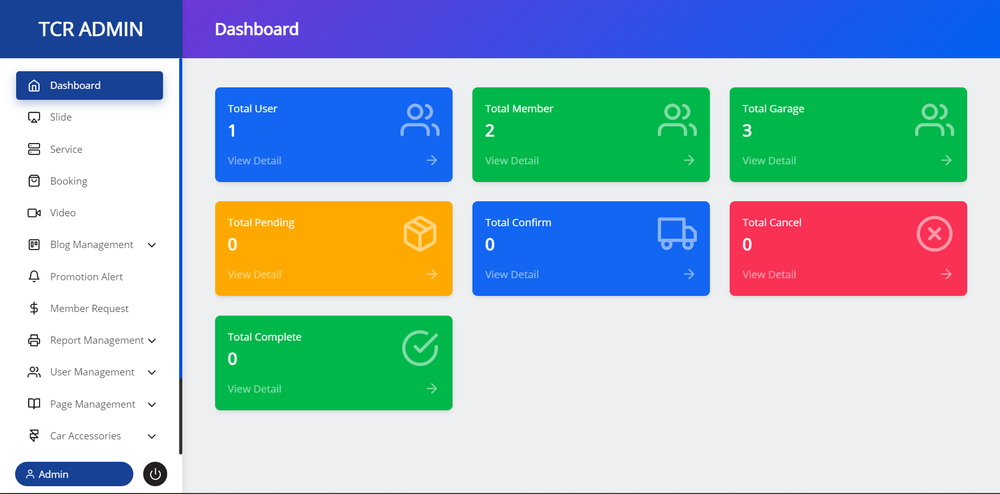 TCR ADMIN
Dashboard
Dashboard
Slide
Service
Booking
Video
Blog Management
Promotion Alert
Member Request
Report Management
User Management
Page Management
Car Accessories
Admin
Total User
1
View Detail
Total Member
2
View Detail
Total Garage
3
View Detail
Total Pending
0
View Detail
Total Confirm
0
View Detail
Total Cancel
0
View Detail
Total Complete
0
View Detail